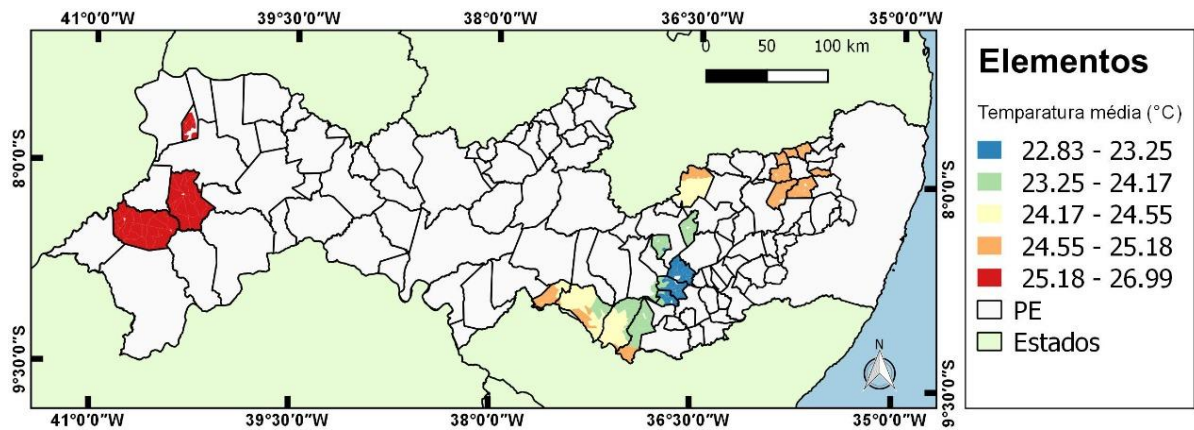 41°0'0"W 39°30'0"W 38°0'0"W 36°30'0"W 35°0'0"W
0 50 100 km
8°0'0"S
9°30'0"S
8°0'0"S
9°30'0"S
N
41°0'0"W 39°30'0"W 38°0'0"W 36°30'0"W 35°0'0"W
Elementos
Temparatura média (°C)
22.83 - 23.25
23.25 - 24.17
24.17 - 24.55
24.55 - 25.18
25.18 - 26.99
PE
Estados